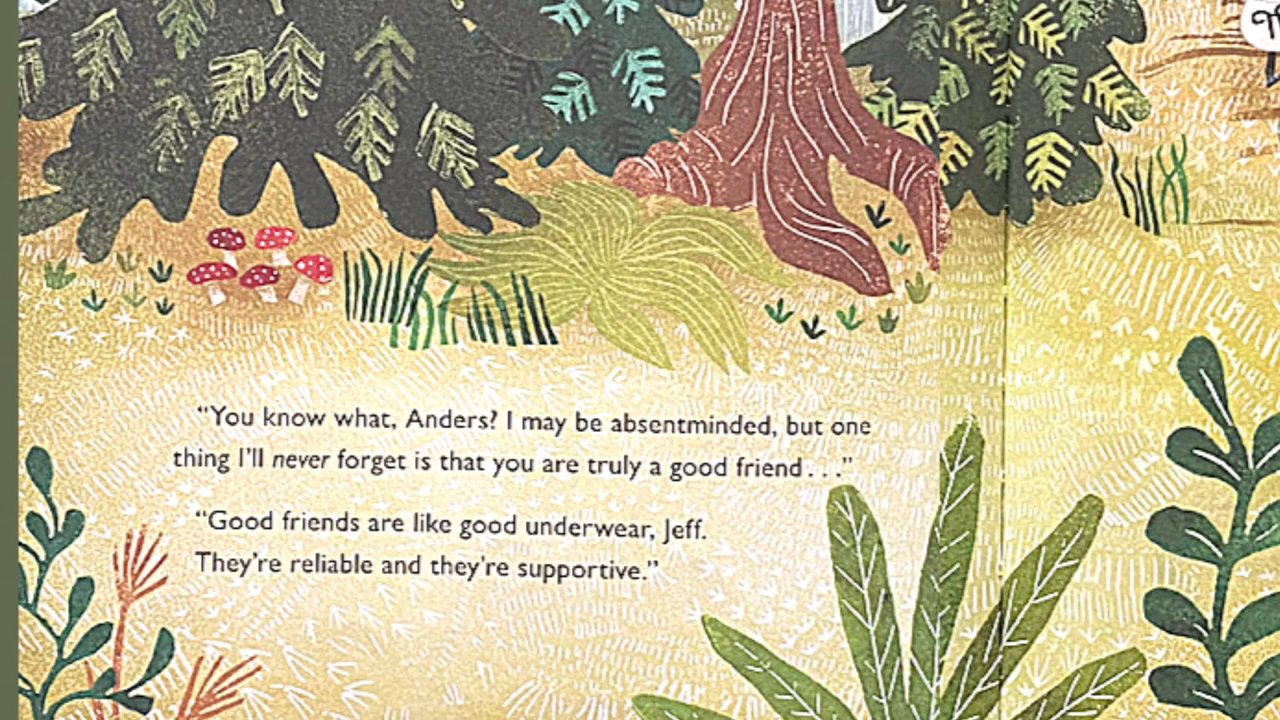 “You know what, Anders? I may be absentminded, but one
thing I’ll never forget is that you are truly a good friend . . .”
“Good friends are like good underwear, Jeff.
They’re reliable and they’re supportive.”